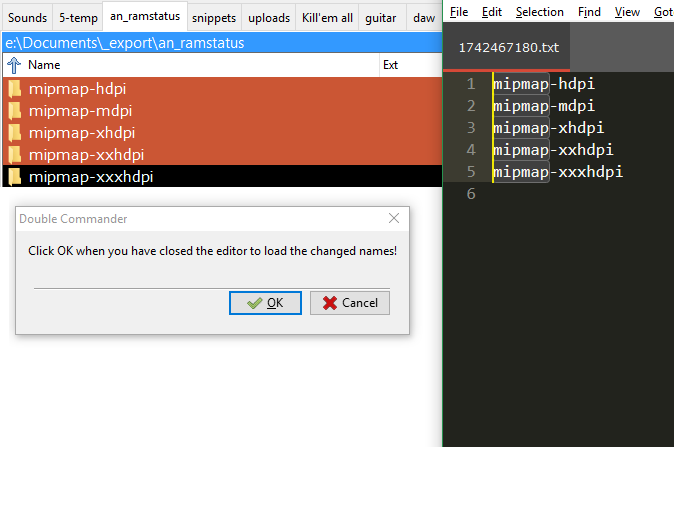 Sounds 5-temp an_ramstatus snippets uploads Kill'em all guitar daw
e:\Documents\_export\an_ramstatus
Name Ext
mipmap-hdpi
mipmap-mdpi
mipmap-xhdpi
mipmap-xxhdpi
mipmap-xxxhdpi
Double Commander
Click OK when you have closed the editor to load the changed names!
OK Cancel
File Edit Selection Find View Goto
1742467180.txt
1 mipmap-hdpi
2 mipmap-mdpi
3 mipmap-xhdpi
4 mipmap-xxhdpi
5 mipmap-xxxhdpi
6